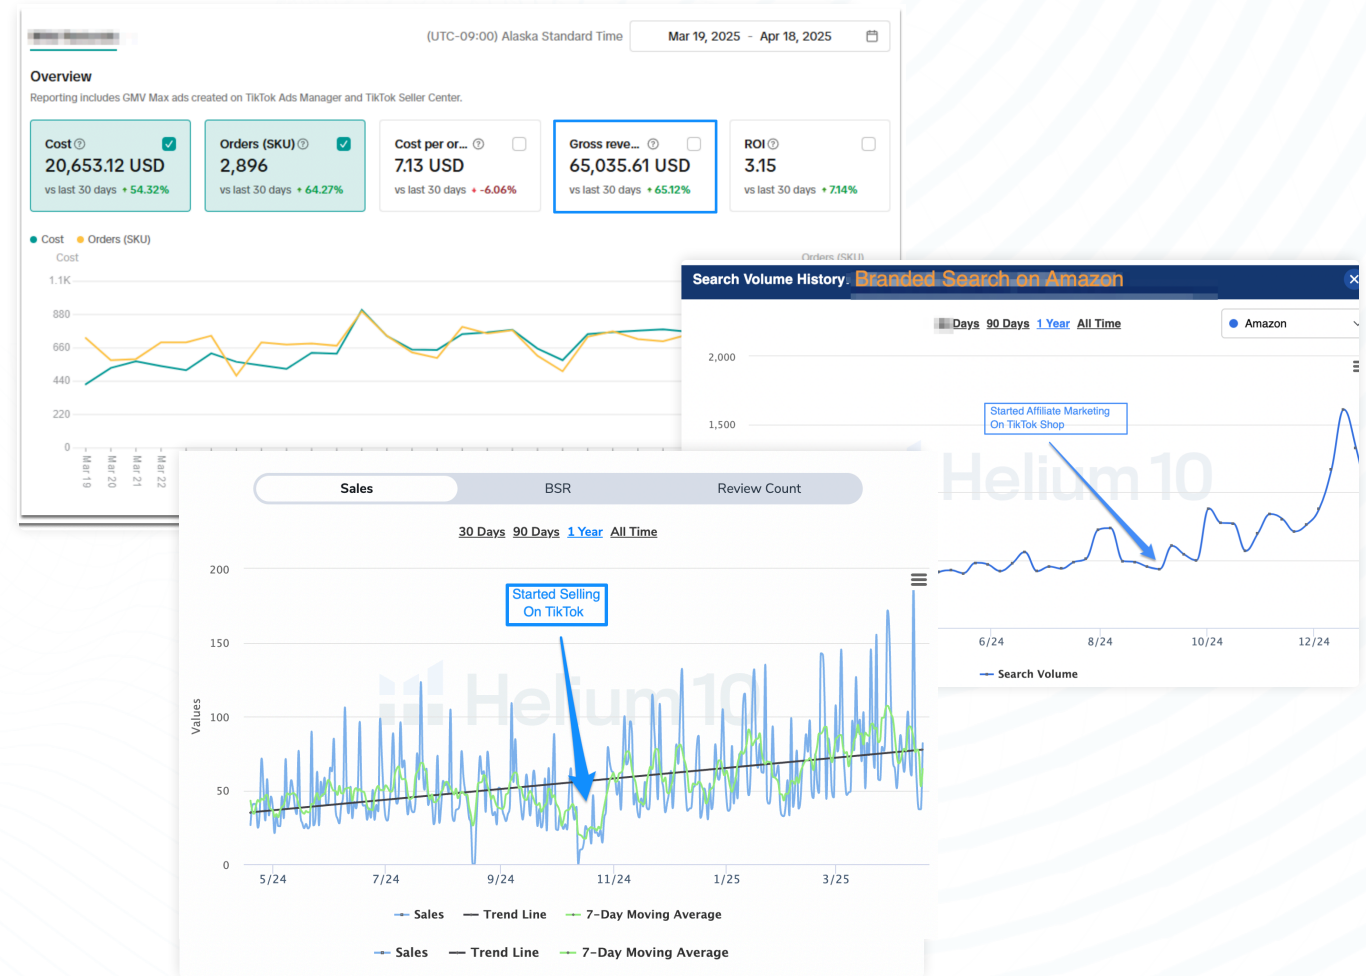 (UTC-09:00) Alaska Standard Time
Mar 19, 2025 - Apr 18, 2025
Overview
Reporting includes GMV Max ads created on TikTok Ads Manager and TikTok Seller Center.
Cost
20,653.12 USD
vs last 30 days + 54.32%
Orders (SKU)
2,896
vs last 30 days + 64.27%
Cost per or...
7.13 USD
vs last 30 days + -6.06%
Gross reve...
65,035.61 USD
vs last 30 days + 65.12%
ROI
3.15
vs last 30 days + 7.14%
Cost Orders (SKU)
Cost
Orders (SKU)
1.1K
880
660
440
220
0
Mar 19
Mar 20
Mar 21
Mar 22
Search Volume History:
Branded Search on Amazon
Days 90 Days 1 Year All Time
Amazon
2,000
1,500
Started Affiliate Marketing
On TikTok Shop
Helium 10
6/24 8/24 10/24 12/24
Search Volume
Sales BSR Review Count
30 Days 90 Days 1 Year All Time
200
150
100
50
0
Values
Started Selling
On TikTok
Helium 10
5/24 7/24 9/24 11/24 1/25 3/25
Sales Trend Line 7-Day Moving Average
Sales Trend Line 7-Day Moving Average